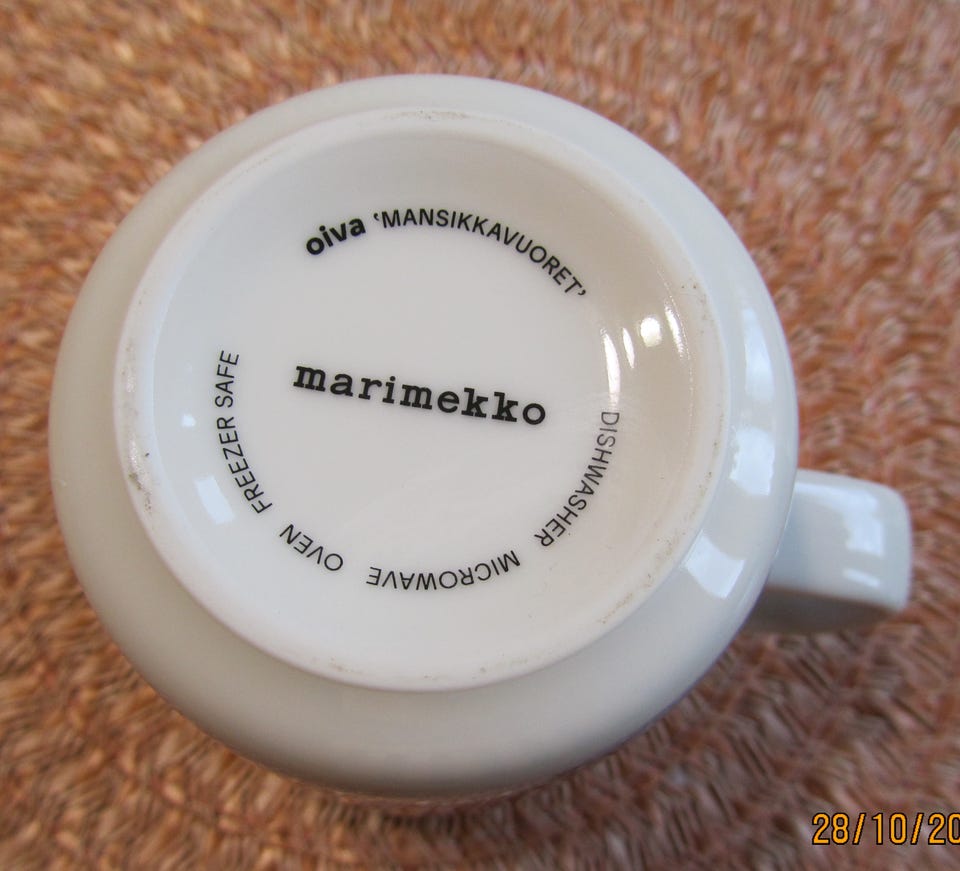 oiva ‘MANSIKKAVUORET’
marimekko
DISHWASHER MICROWAVE OVEN FREEZER SAFE
28/10/20